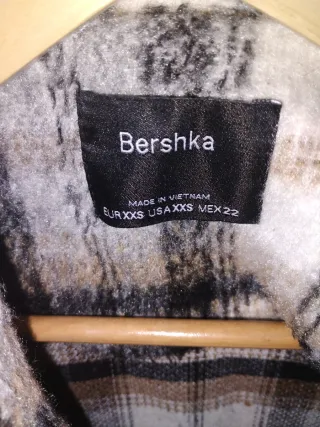 Bershka
MADE IN VIETNAM
EUR XXS USA XXS MEX 22